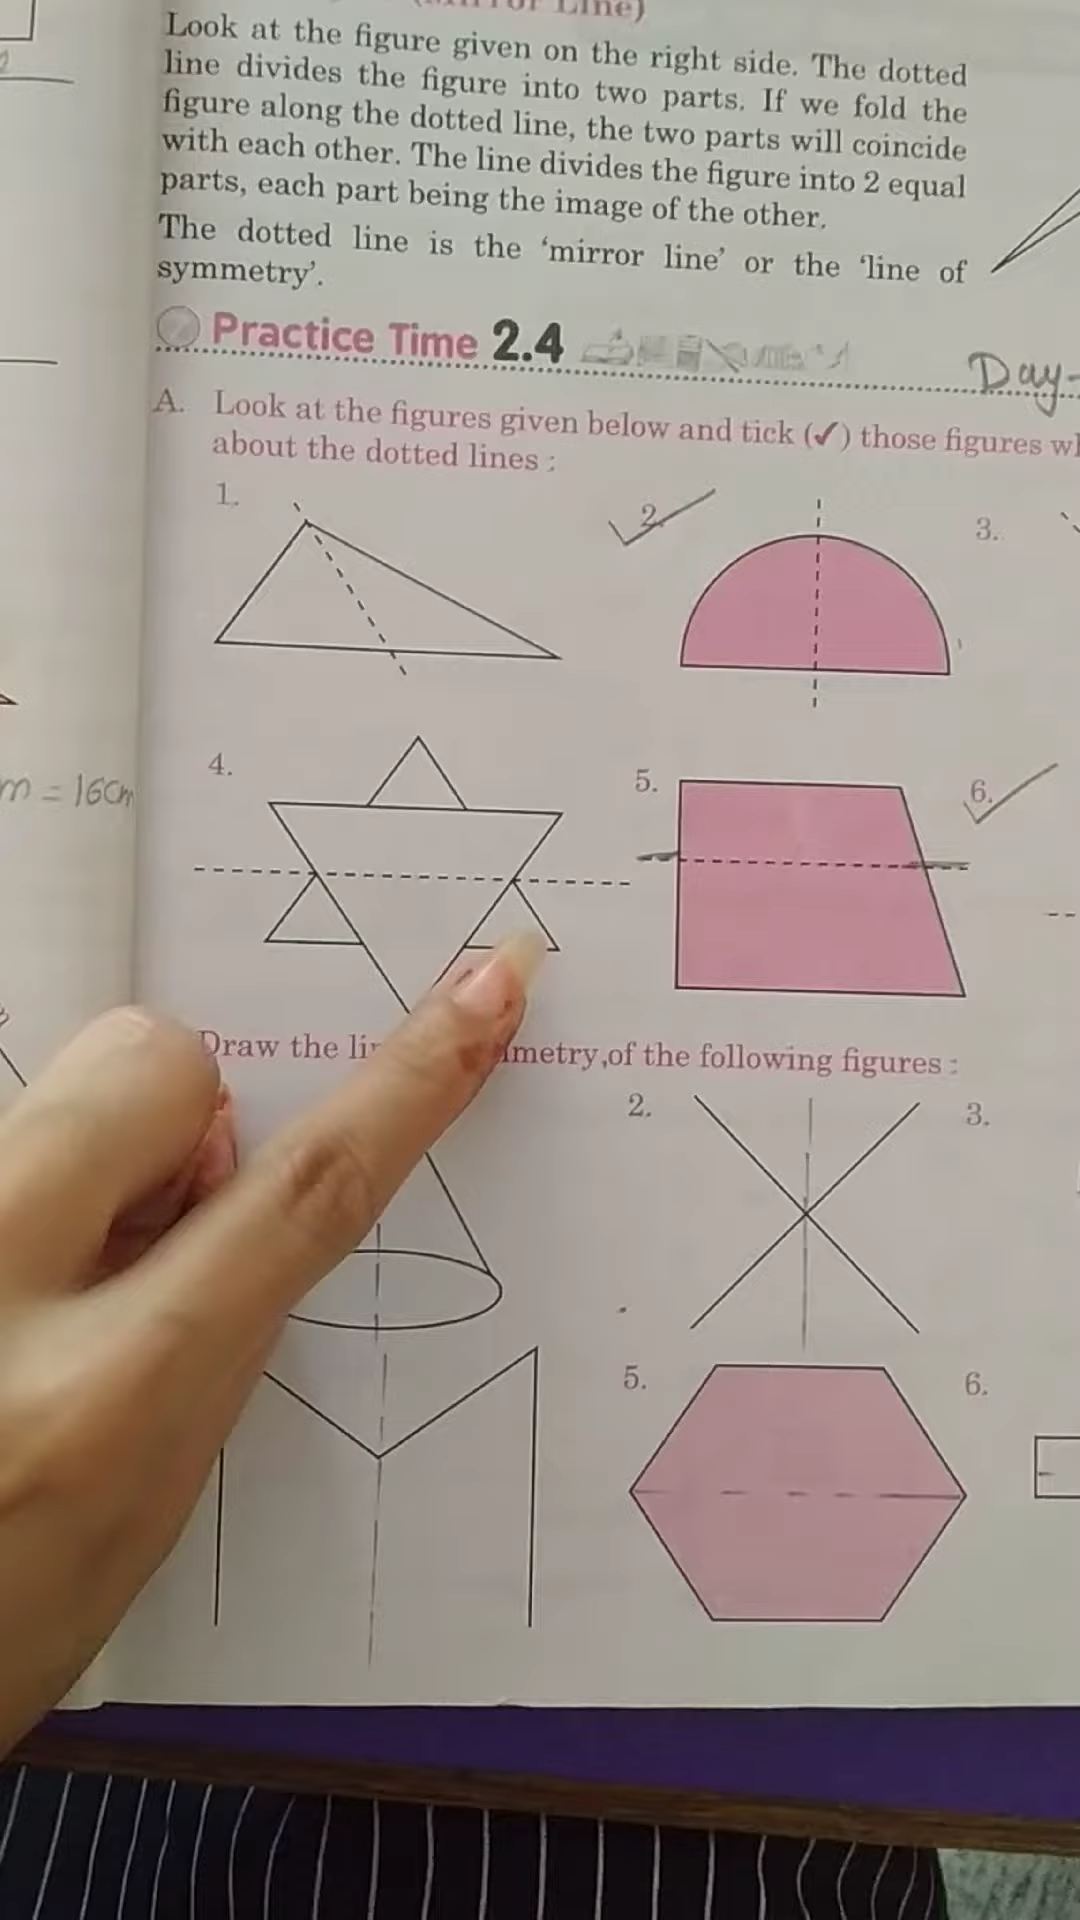 Line)
Look at the figure given on the right side. The dotted
line divides the figure into two parts. If we fold the
figure along the dotted line, the two parts will coincide
with each other. The line divides the figure into 2 equal
parts, each part being the image of the other.
The dotted line is the ‘mirror line’ or the ‘line of
symmetry’.
Practice Time 2.4
Day-
A. Look at the figures given below and tick (✓) those figures
about the dotted lines :
1.
2.
3.
4.
5.
6.
m = 16cm
Draw the of the following figures :
2.
3.
5.
6.